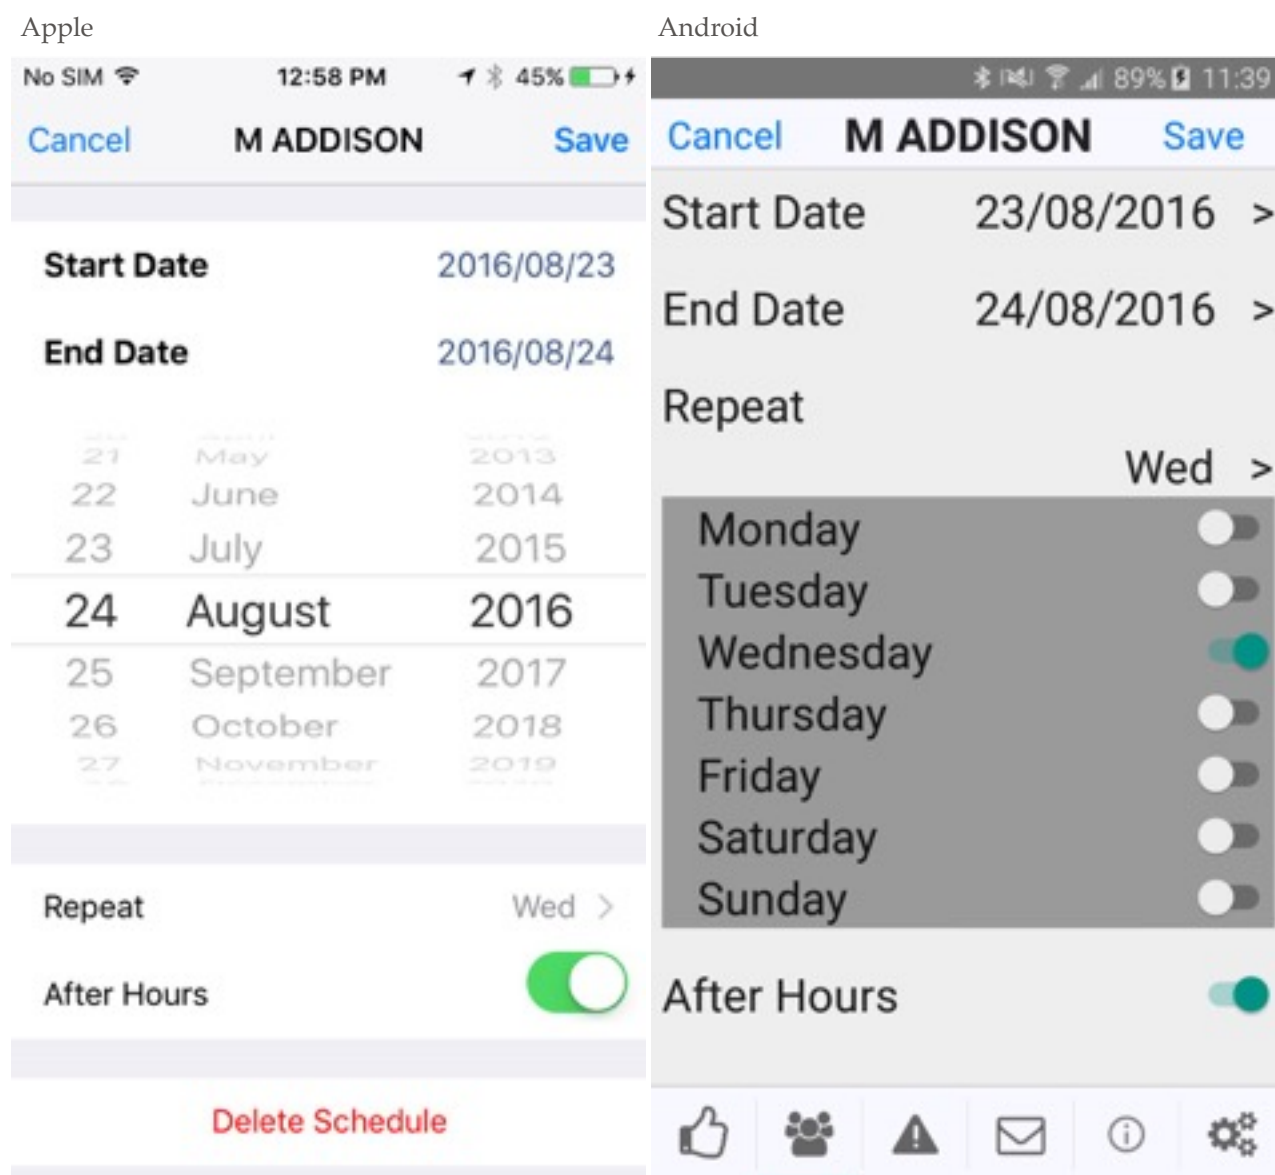 Apple
No SIM 12:58 PM 45%
Cancel M ADDISON Save
Start Date 2016/08/23
End Date 2016/08/24
21 May 2013
22 June 2014
23 July 2015
24 August 2016
25 September 2017
26 October 2018
27 November 2019
Repeat Wed >
After Hours
Delete Schedule
Android
89% 11:39
Cancel M ADDISON Save
Start Date 23/08/2016 >
End Date 24/08/2016 >
Repeat
Wed >
Monday
Tuesday
Wednesday
Thursday
Friday
Saturday
Sunday
After Hours